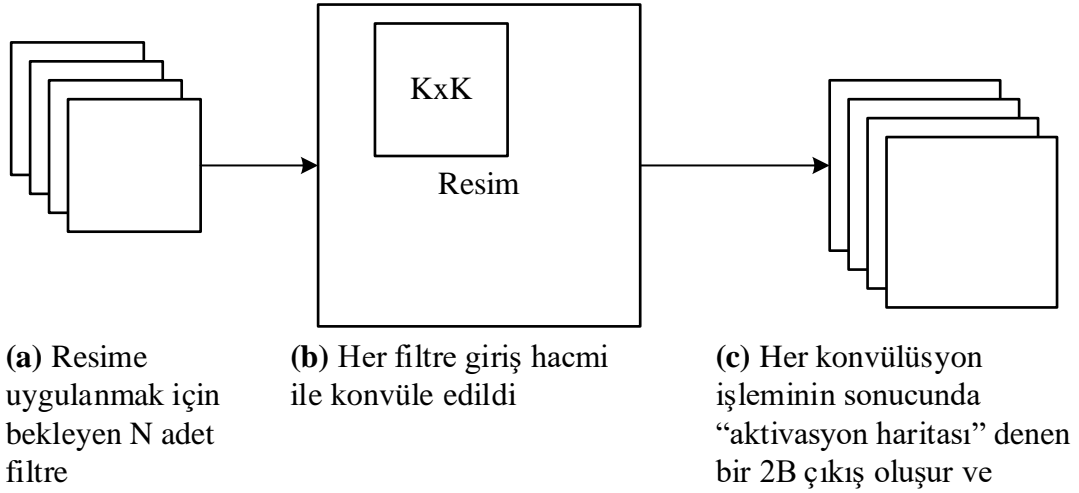 KxK
Resim
(a) Resime
uygulanmak için
bekleyen N adet
filtre
(b) Her filtre giriş hacmi
ile konvüle edildi
(c) Her konvülüsyon
işleminin sonucunda
“aktivasyon haritası” denen
bir 2B çıkış oluşur ve